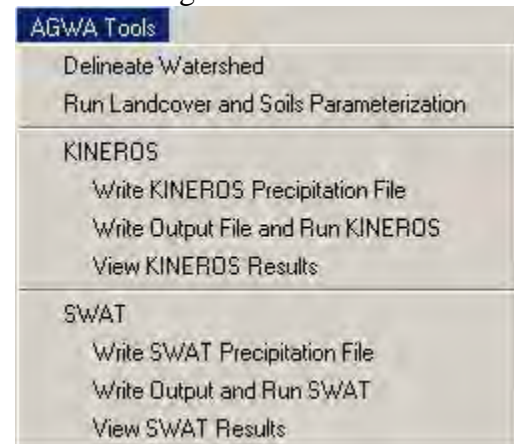 AGWA Tools
Delineate Watershed
Run Landcover and Soils Parameterization
KINEROS
Write KINEROS Precipitation File
Write Output File and Run KINEROS
View KINEROS Results
SWAT
Write SWAT Precipitation File
Write Output and Run SWAT
View SWAT Results